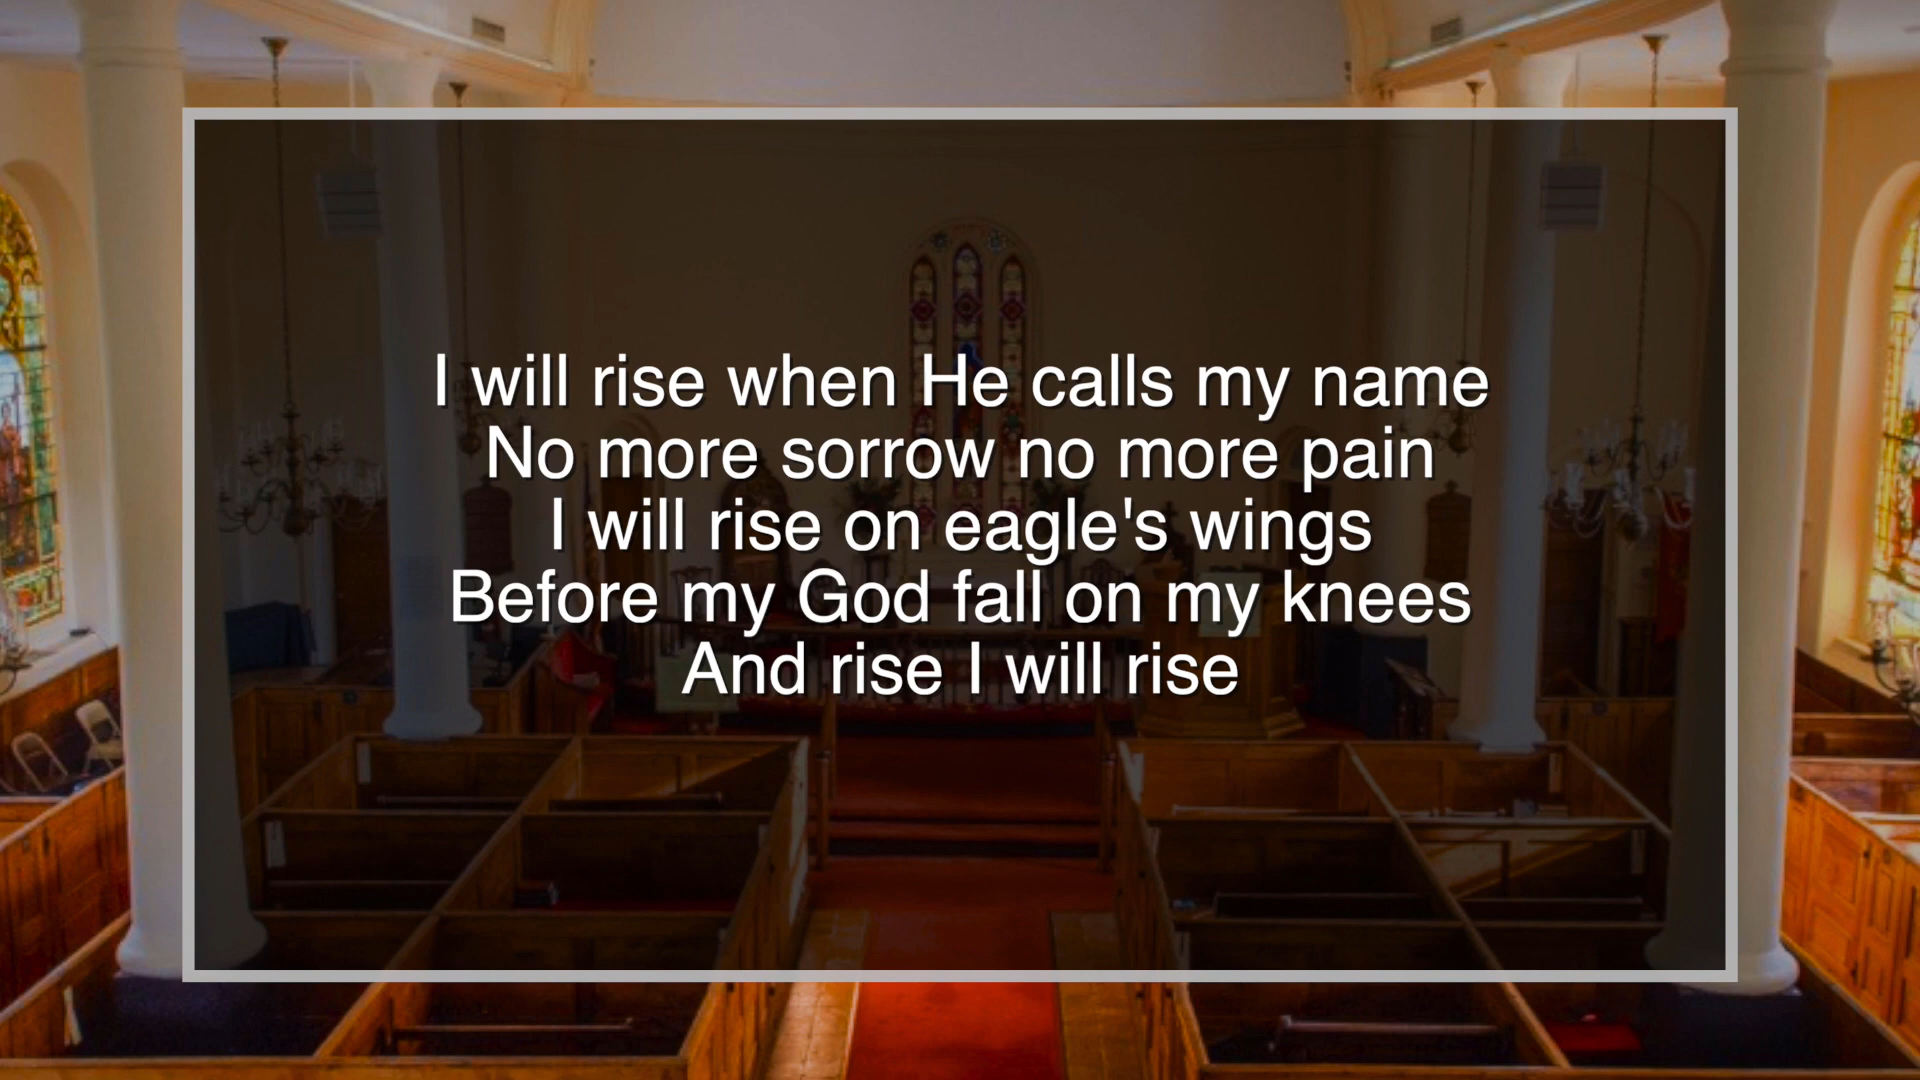 I will rise when He calls my name
No more sorrow no more pain
I will rise on eagle's wings
Before my God fall on my knees
And rise I will rise